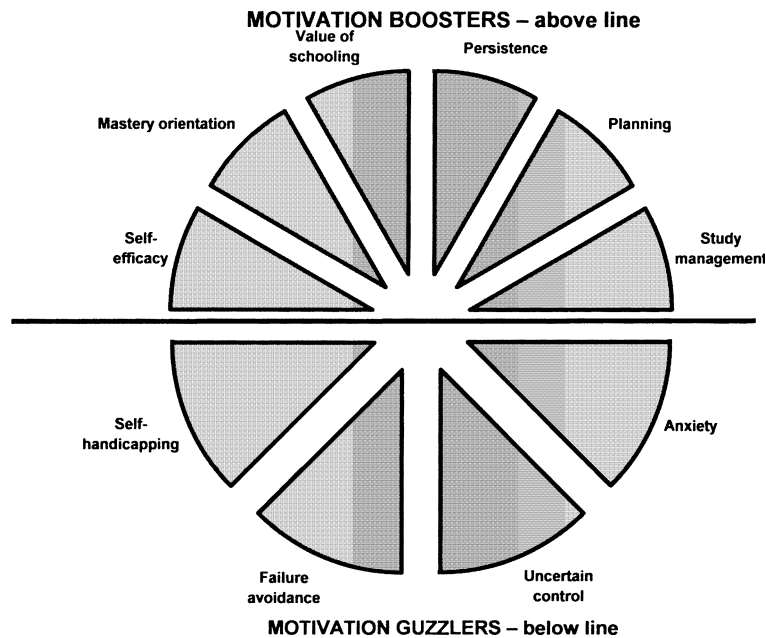 MOTIVATION BOOSTERS – above line
Value of
schooling
Persistence
Mastery orientation
Planning
Self-
efficacy
Study
management
Self-
handicapping
Anxiety
Failure
avoidance
Uncertain
control
MOTIVATION GUZZLERS – below line